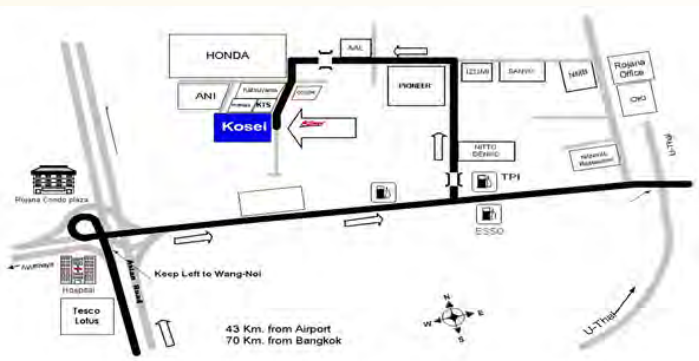 HONDA
AAL
PIONEER
IZUMI
SANYO
NMB
Rojana
Office
OKI
ANI
KTS
Kosei
NITTO
DENKO
TPI
ESSO
U-Thai
Rojana Condo plaza
Ayutthaya
Hospital
Asian Road
Keep Left to Wang-Noi
Tesco
Lotus
43 Km. from Airport
70 Km. from Bangkok
N
W
E
S
U-Thai